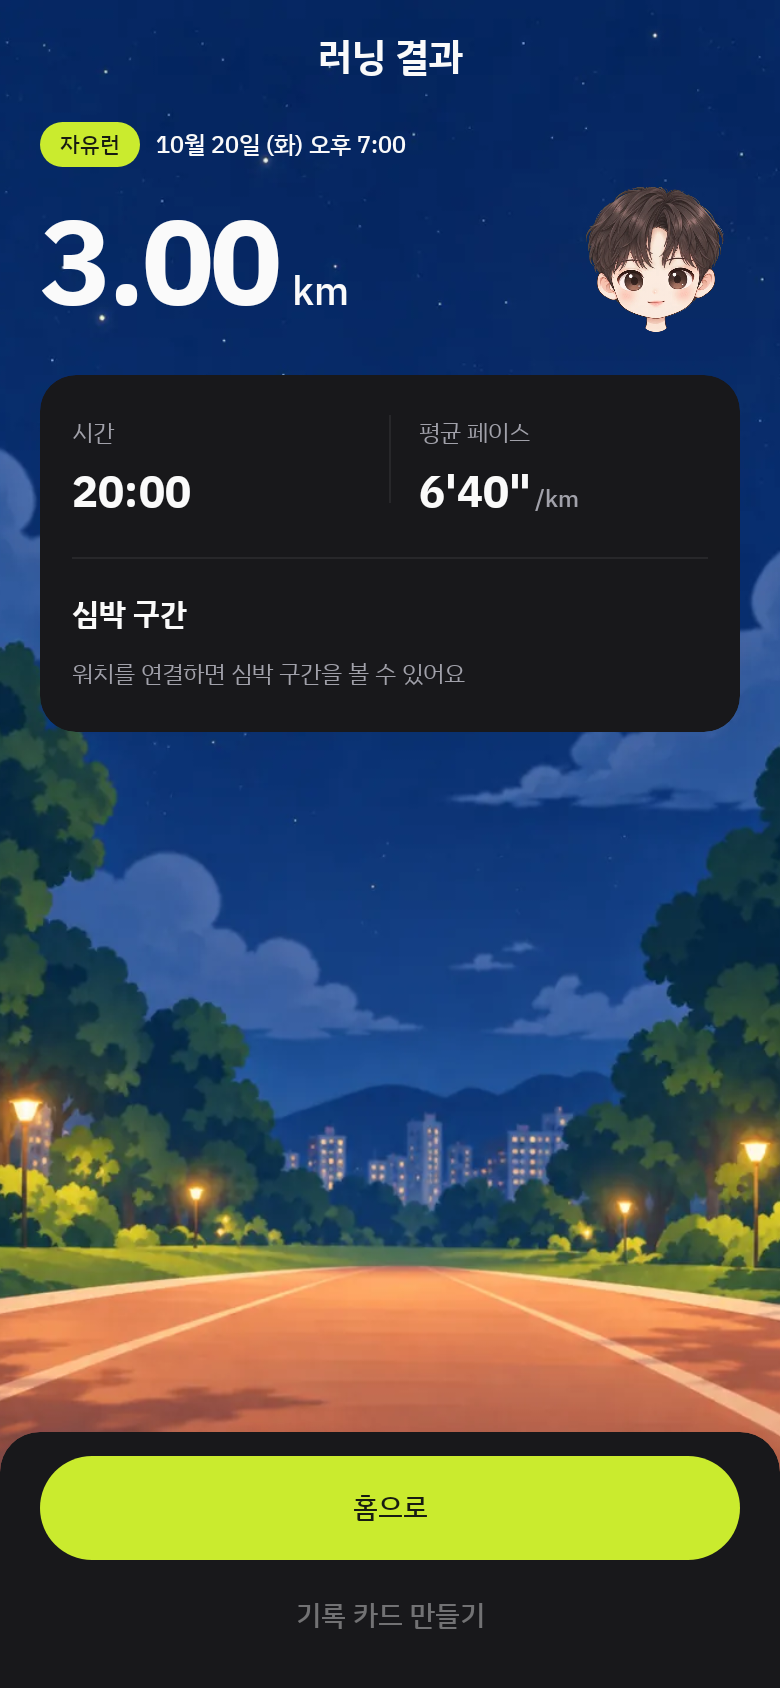 러닝 결과
자유런 10월 20일 (화) 오후 7:00
3.00 km
시간 평균 페이스
20:00 6'40" /km
심박 구간
워치를 연결하면 심박 구간을 볼 수 있어요
홈으로
기록 카드 만들기